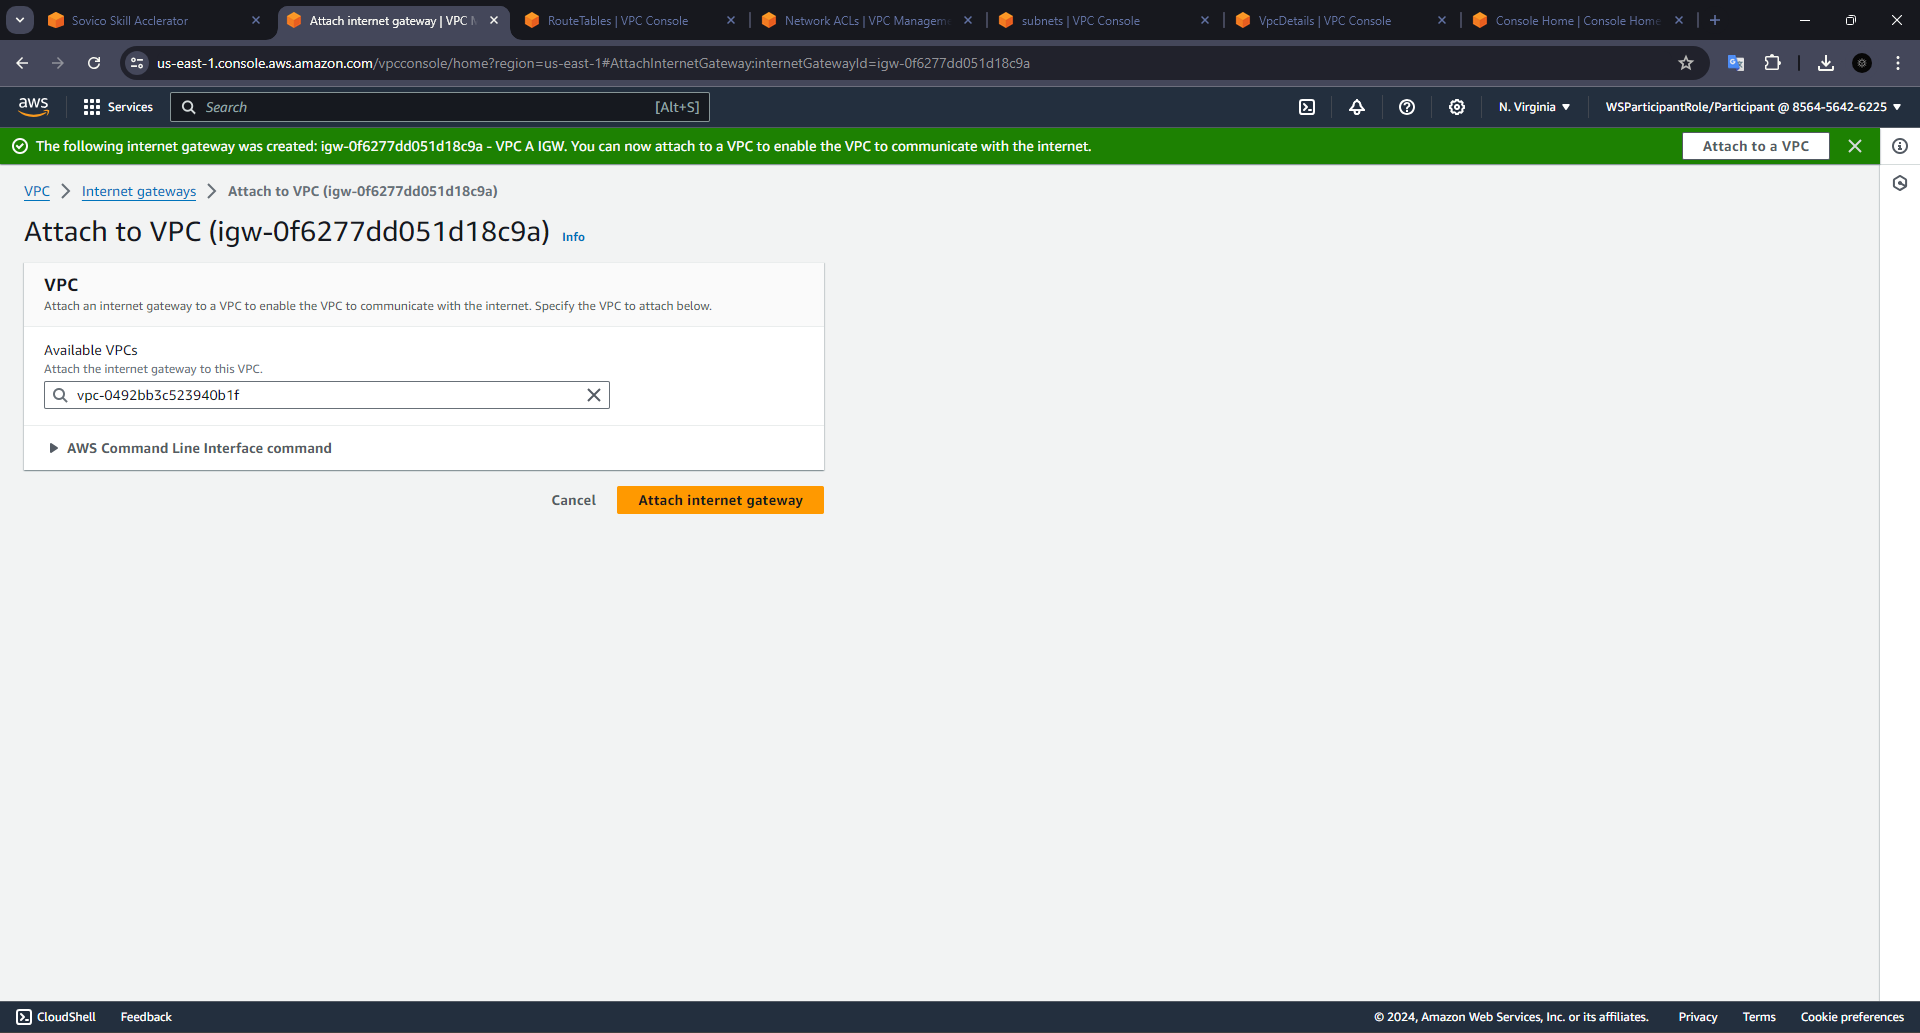 Sovico Skill Acclerator
Attach internet gateway | VPC M
RouteTables | VPC Console
Network ACLs | VPC Manageme
subnets | VPC Console
VpcDetails | VPC Console
Console Home | Console Home
us-east-1.console.aws.amazon.com/vpcconsole/home?region=us-east-1#AttachInternetGateway:internetGatewayId=igw-0f6277dd051d18c9a
aws
Services
Search
[Alt+S]
N. Virginia
WSParticipantRole/Participant @ 8564-5642-6225
The following internet gateway was created: igw-0f6277dd051d18c9a - VPC A IGW. You can now attach to a VPC to enable the VPC to communicate with the internet.
Attach to a VPC
VPC
Internet gateways
Attach to VPC (igw-0f6277dd051d18c9a)
Attach to VPC (igw-0f6277dd051d18c9a)
Info
VPC
Attach an internet gateway to a VPC to enable the VPC to communicate with the internet. Specify the VPC to attach below.
Available VPCs
Attach the internet gateway to this VPC.
vpc-0492bb3c523940b1f
AWS Command Line Interface command
Cancel
Attach internet gateway
CloudShell
Feedback
© 2024, Amazon Web Services, Inc. or its affiliates.
Privacy
Terms
Cookie preferences